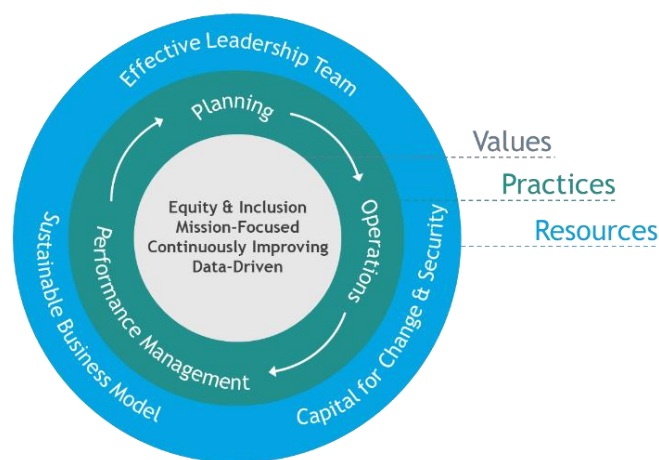 Effective Leadership Team
Planning
Values
Practices
Resources
Equity & Inclusion
Mission-Focused
Continuously Improving
Data-Driven
Operations
Performance Management
Sustainable Business Model
Capital for Change & Security